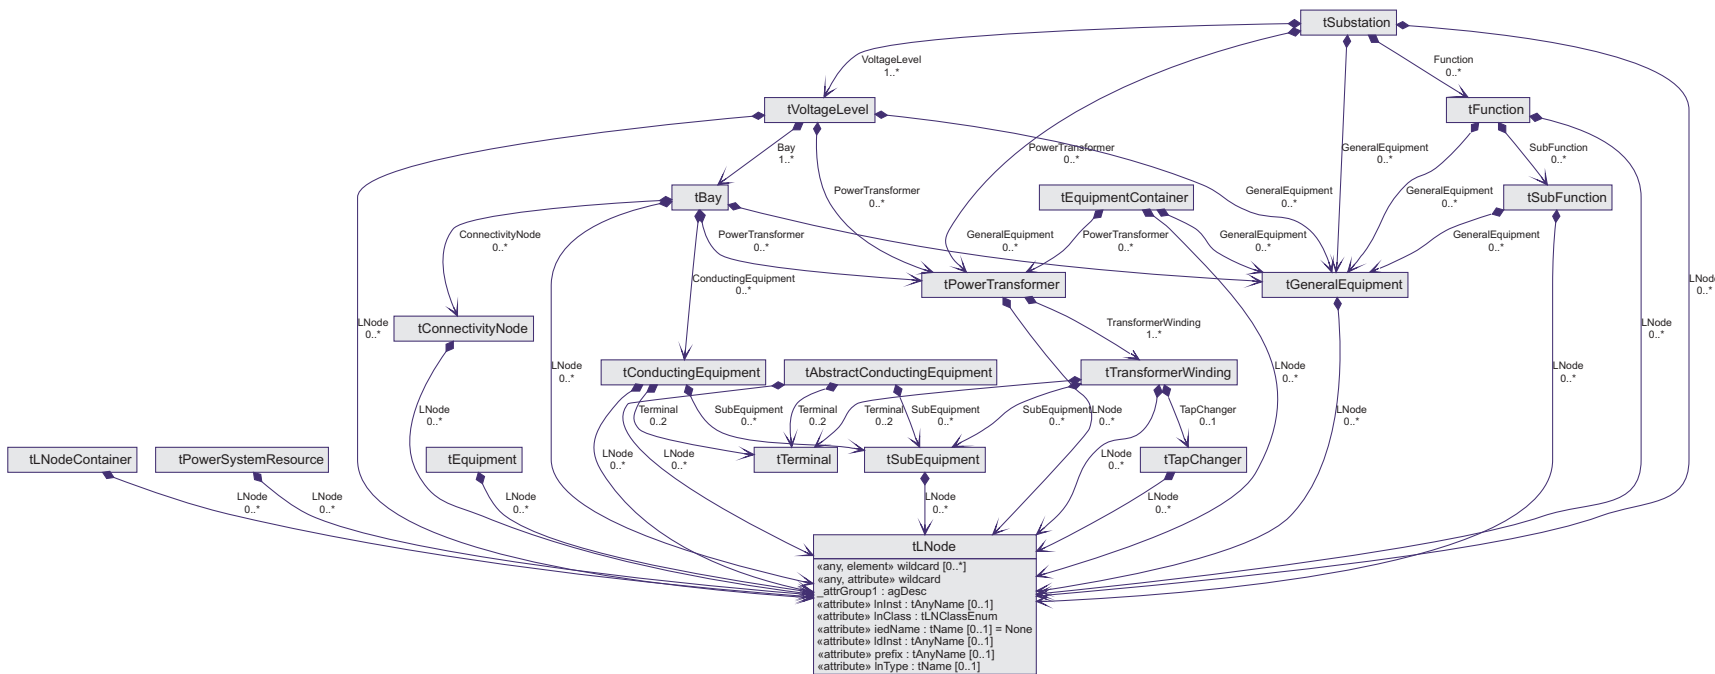 tSubstation
VoltageLevel
1..*
Function
0..*
tVoltageLevel
tFunction
Bay
1..*
PowerTransformer
0..*
GeneralEquipment
0..*
SubFunction
0..*
PowerTransformer
0..*
GeneralEquipment
0..*
GeneralEquipment
0..*
tBay
tEquipmentContainer
tSubFunction
ConnectivityNode
0..*
PowerTransformer
0..*
GeneralEquipment
0..*
PowerTransformer
0..*
GeneralEquipment
0..*
GeneralEquipment
0..*
ConductingEquipment
0..*
LNode
0..*
tPowerTransformer
tGeneralEquipment
tConnectivityNode
LNode
0..*
TransformerWinding
1..*
LNode
0..*
LNode
0..*
LNode
0..*
LNode
0..*
tConductingEquipment
tAbstractConductingEquipment
tTransformerWinding
LNode
0..*
Terminal
0..2
SubEquipment
0..*
Terminal
0..2
Terminal
0..2
SubEquipment
0..*
SubEquipment
0..*
LNode
0..*
TapChanger
0..1
LNode
0..*
tLNodeContainer
tPowerSystemResource
tEquipment
LNode
0..*
LNode
0..*
tTerminal
tSubEquipment
LNode
0..*
tTapChanger
LNode
0..*
LNode
0..*
LNode
0..*
LNode
0..*
LNode
0..*
tLNode
«any, element» wildcard [0..*]
«any, attribute» wildcard
_attrGroup1 : agDesc
«attribute» lnInst : tAnyName [0..1]
«attribute» lnClass : tLNClassEnum
«attribute» iedName : tName [0..1] = None
«attribute» ldInst : tAnyName [0..1]
«attribute» prefix : tAnyName [0..1]
«attribute» lnType : tName [0..1]